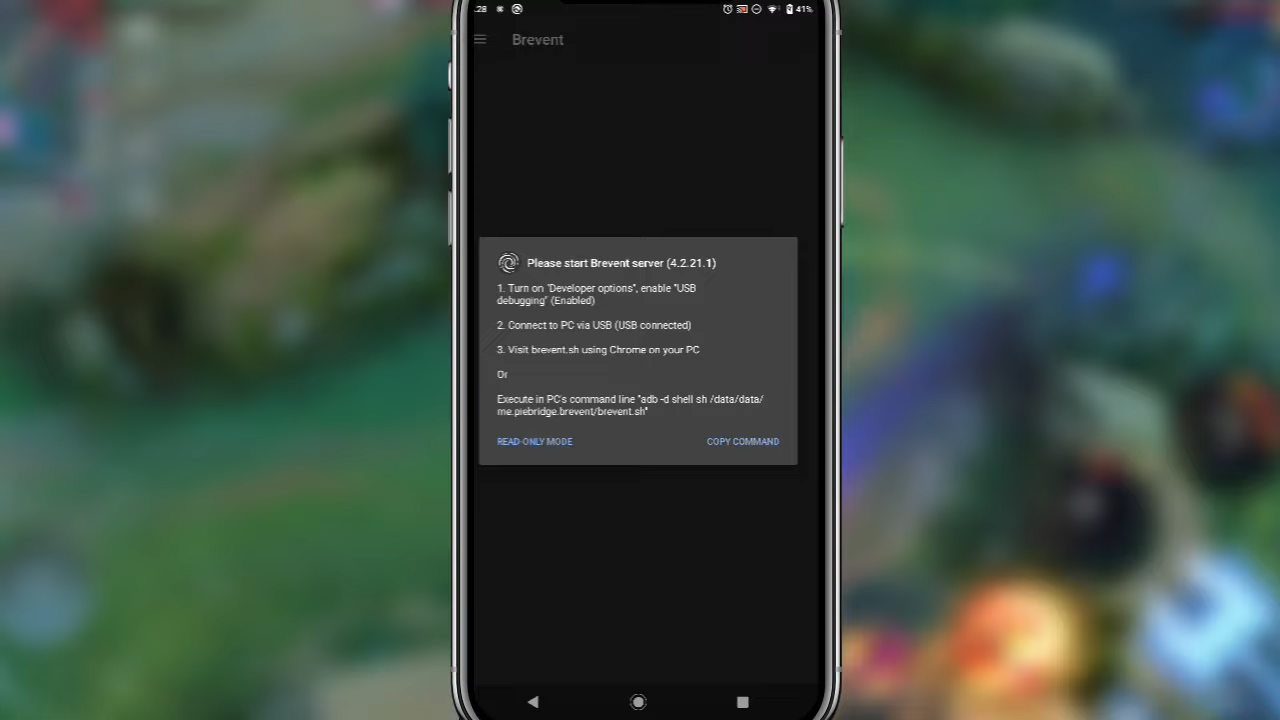 .28 41%
Brevent
Please start Brevent server (4.2.21.1)
1. Turn on "Developer options", enable "USB
debugging" (Enabled)
2. Connect to PC via USB (USB connected)
3. Visit brevent.sh using Chrome on your PC
Or
Execute in PC's command line "adb -d shell sh /data/data/
me.piebridge.brevent/brevent.sh"
READ-ONLY MODE COPY COMMAND